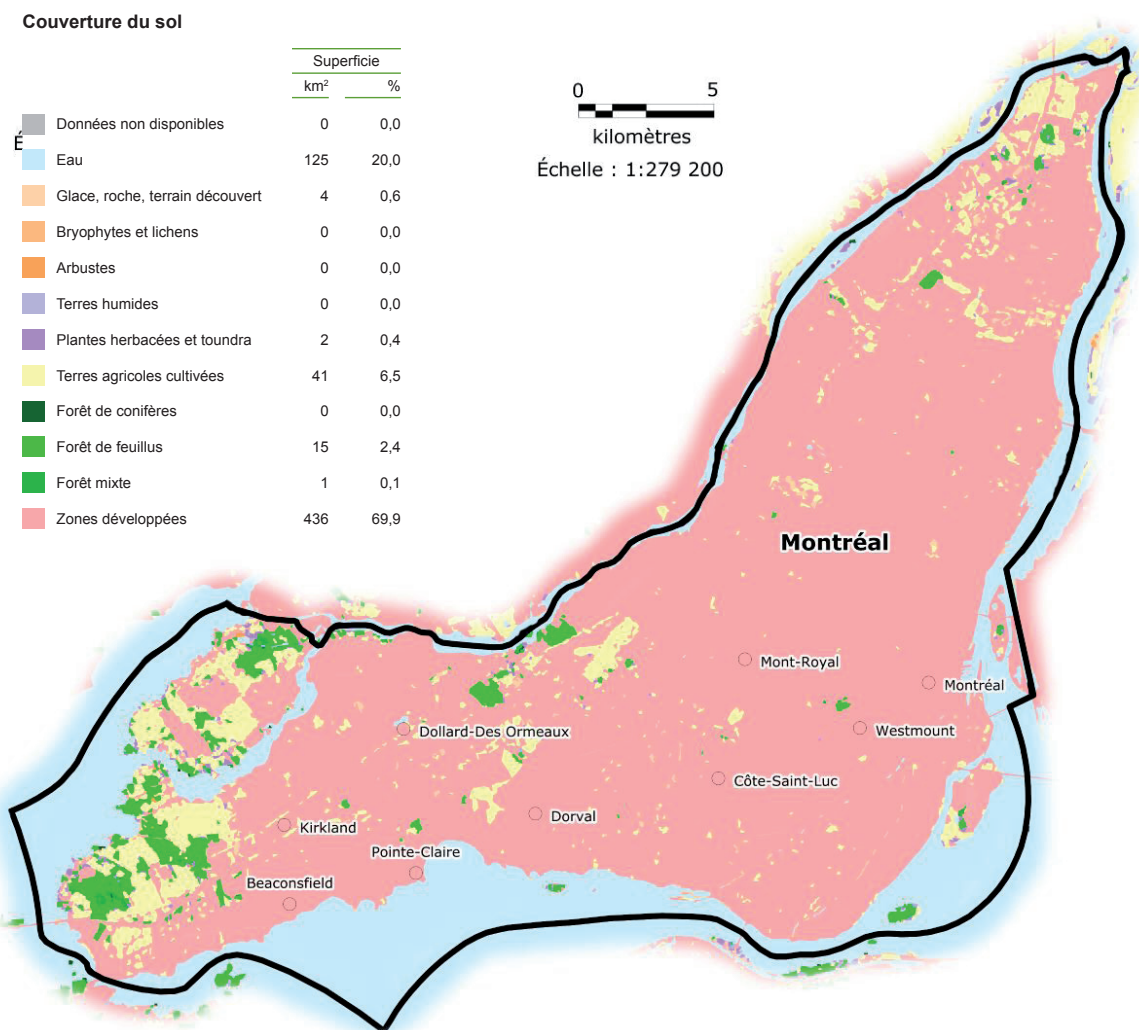 Couverture du sol
Superficie
km² %
Données non disponibles 0 0,0
É
Eau 125 20,0
Glace, roche, terrain découvert 4 0,6
Bryophytes et lichens 0 0,0
Arbustes 0 0,0
Terres humides 0 0,0
Plantes herbacées et toundra 2 0,4
Terres agricoles cultivées 41 6,5
Forêt de conifères 0 0,0
Forêt de feuillus 15 2,4
Forêt mixte 1 0,1
Zones développées 436 69,9
0 5
kilomètres
Échelle : 1:279 200
Montréal
Mont-Royal
Montréal
Westmount
Dollard-Des Ormeaux
Côte-Saint-Luc
Dorval
Kirkland
Pointe-Claire
Beaconsfield